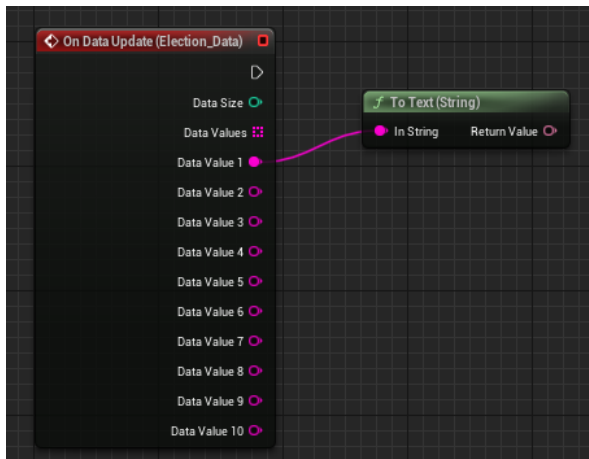 On Data Update (Election_Data)
Data Size
Data Values
Data Value 1
Data Value 2
Data Value 3
Data Value 4
Data Value 5
Data Value 6
Data Value 7
Data Value 8
Data Value 9
Data Value 10
f To Text (String)
In String Return Value